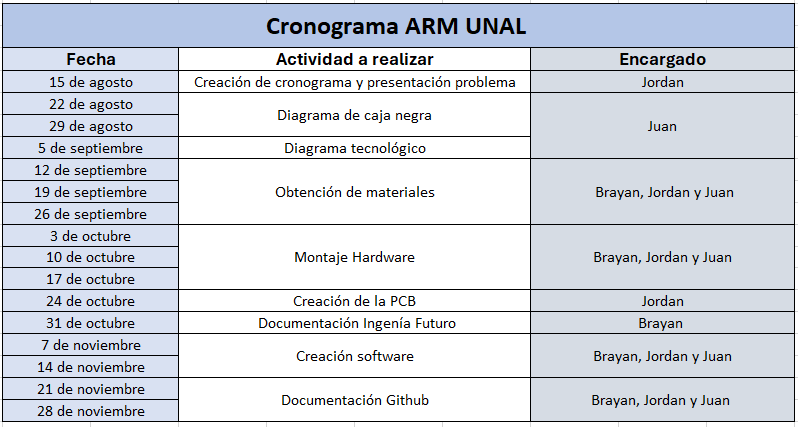 Cronograma ARM UNAL
Fecha Actividad a realizar Encargado
15 de agosto Creación de cronograma y presentación problema Jordan
22 de agosto
Diagrama de caja negra
29 de agosto Juan
5 de septiembre Diagrama tecnológico
12 de septiembre
19 de septiembre Obtención de materiales Brayan, Jordan y Juan
26 de septiembre
3 de octubre
10 de octubre Montaje Hardware Brayan, Jordan y Juan
17 de octubre
24 de octubre Creación de la PCB Jordan
31 de octubre Documentación Ingenía Futuro Brayan
7 de noviembre
Creación software Brayan, Jordan y Juan
14 de noviembre
21 de noviembre
Documentación Github Brayan, Jordan y Juan
28 de noviembre